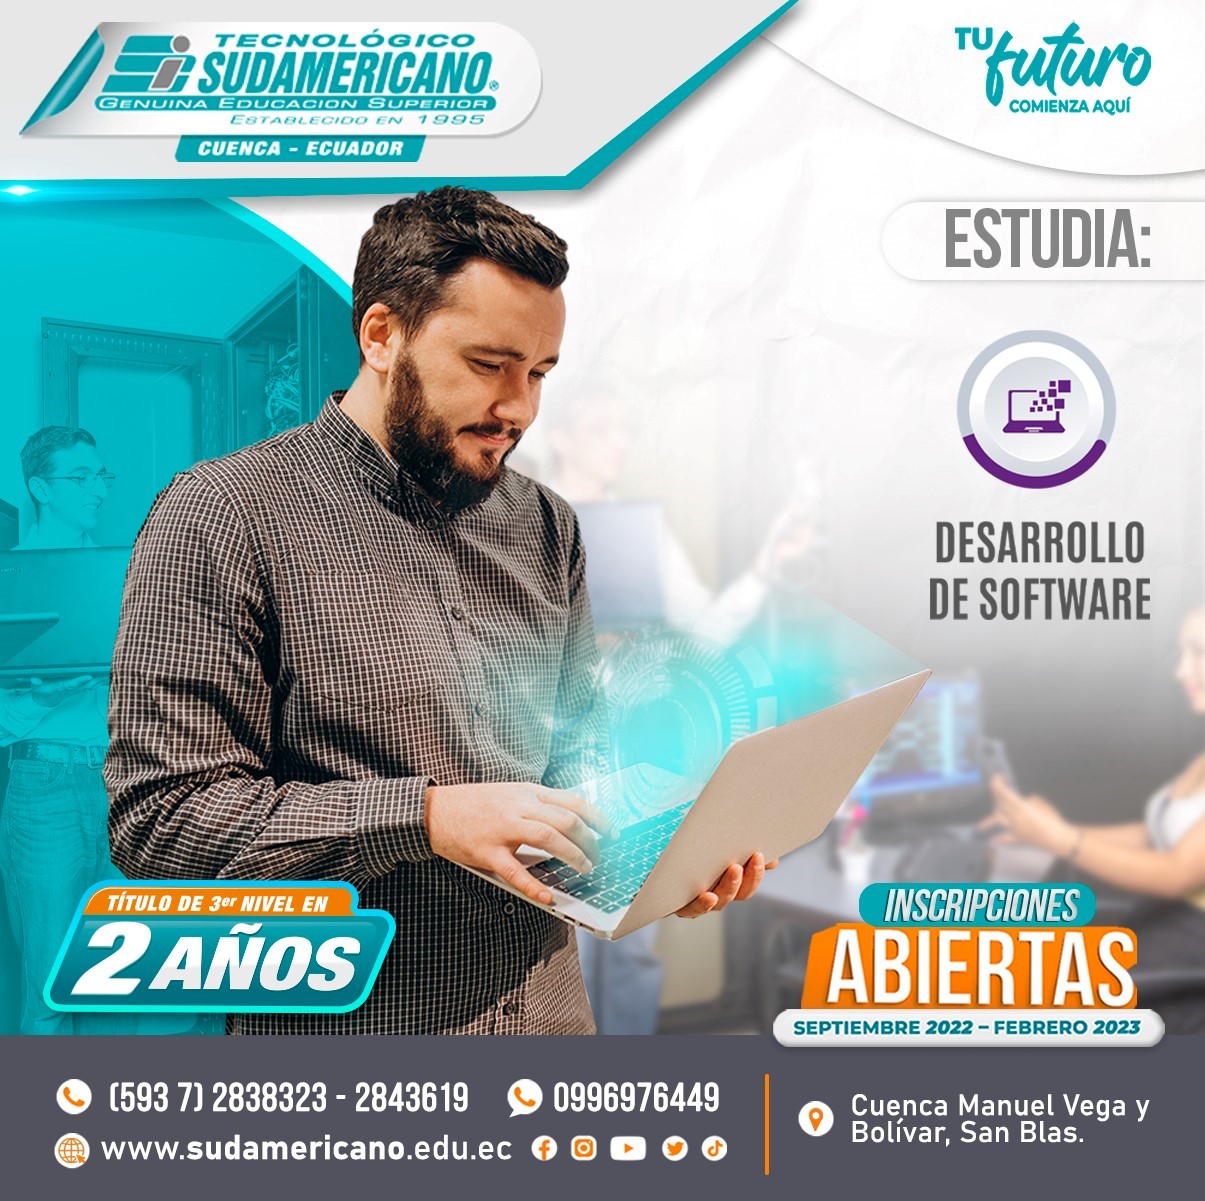 TECNOLÓGICO
SUDAMERICANO®
GENUINA EDUCACION SUPERIOR
ESTABLECIDO EN 1995
CUENCA - ECUADOR
TU
futuro
COMIENZA AQUÍ
ESTUDIA:
DESARROLLO
DE SOFTWARE
TÍTULO DE 3er NIVEL EN
2 AÑOS
INSCRIPCIONES
ABIERTAS
SEPTIEMBRE 2022 – FEBRERO 2023
(593 7) 2838323 - 2843619
0996976449
www.sudamericano.edu.ec
Cuenca Manuel Vega y
Bolívar, San Blas.